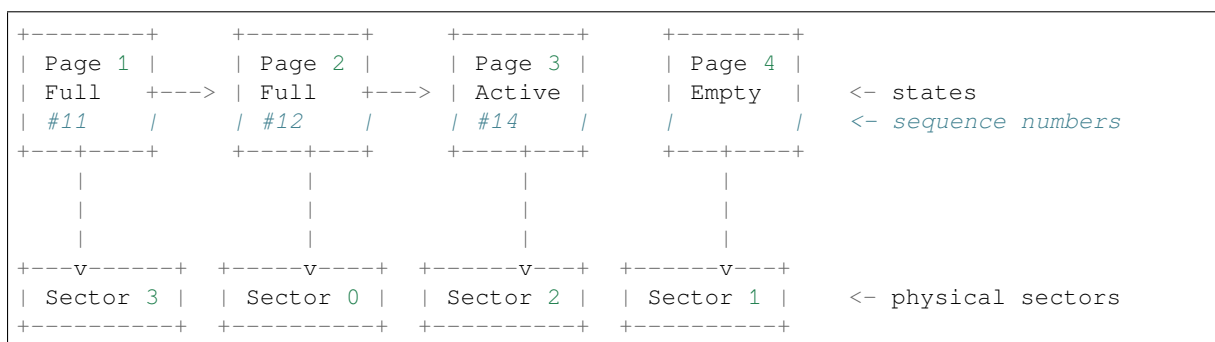 +--------+     +--------+     +--------+     +--------+
| Page 1 |     | Page 2 |     | Page 3 |     | Page 4 |
| Full   +---> | Full   +---> | Active |     | Empty  |   <- states
| #11    |     | #12    |     | #14    |     |        |   <- sequence numbers
+---+----+     +----+---+     +----+---+     +---+----+
    |               |              |             |
    |               |              |             |
    |               |              |             |
+---v------+  +-----v----+  +------v---+  +------v---+
| Sector 3 |  | Sector 0 |  | Sector 2 |  | Sector 1 |    <- physical sectors
+----------+  +----------+  +----------+  +----------+